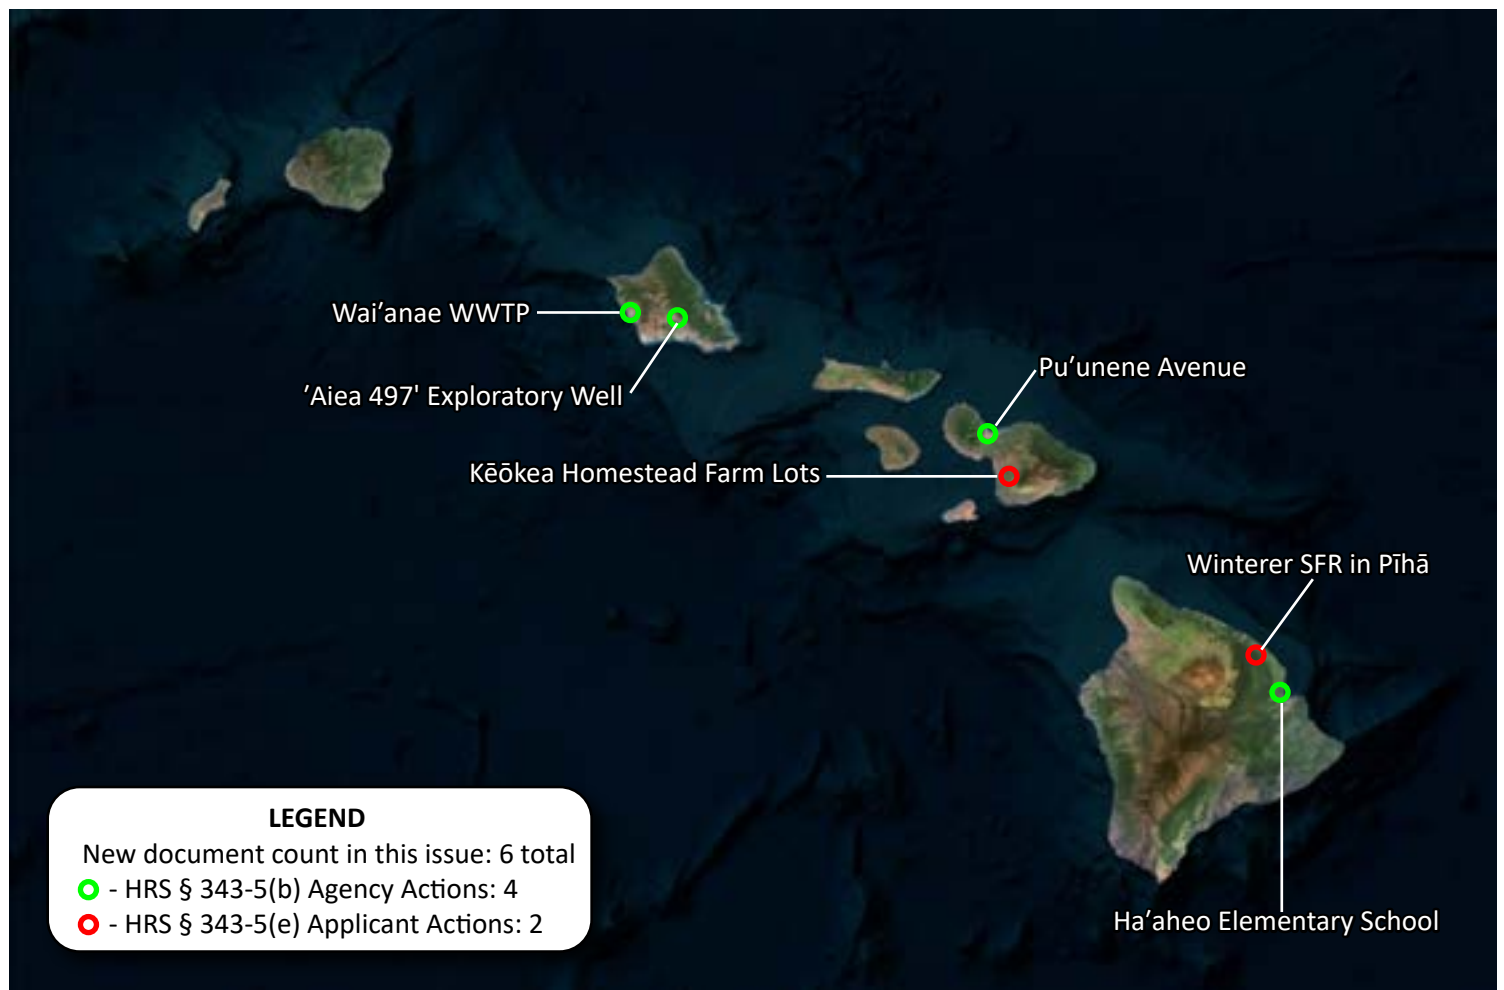 Wai′anae WWTP
′Aiea 497' Exploratory Well
Pu′unene Avenue
Kēōkea Homestead Farm Lots
Winterer SFR in Pīhā
Ha′aheo Elementary School
LEGEND
New document count in this issue: 6 total
- HRS § 343-5(b) Agency Actions: 4
- HRS § 343-5(e) Applicant Actions: 2